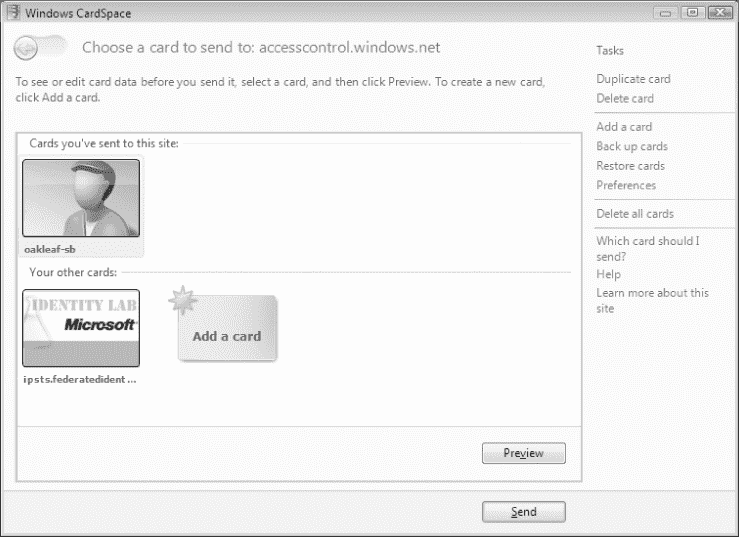 Windows CardSpace
Choose a card to send to: accesscontrol.windows.net
To see or edit card data before you send it, select a card, and then click Preview. To create a new card,
click Add a card.
Cards you've sent to this site:
oakleaf-sb
Your other cards:
IDENTITY LAB
Microsoft
Add a card
ipsts.federatedident ...
Preview
Send
Tasks
Duplicate card
Delete card
Add a card
Back up cards
Restore cards
Preferences
Delete all cards
Which card should I
send?
Help
Learn more about this
site